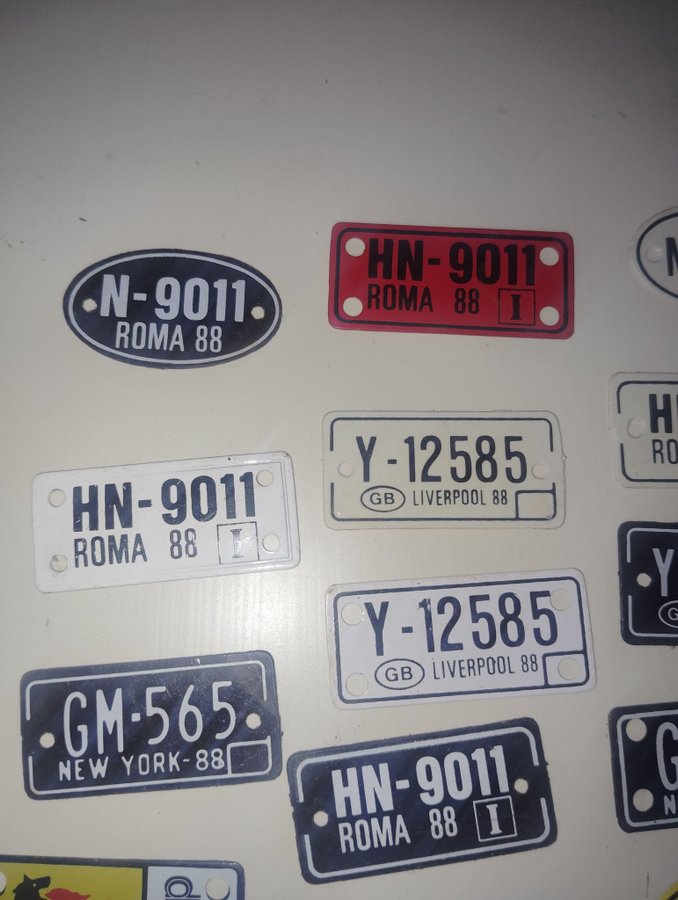 N-9011
ROMA 88
HN-9011
ROMA 88 I
HN-9011
ROMA 88 I
Y-12585
GB LIVERPOOL 88
Y-12585
GB LIVERPOOL 88
GM-565
NEW YORK-88
HN-9011
ROMA 88 I
N
H
RO
Y
G
G
N